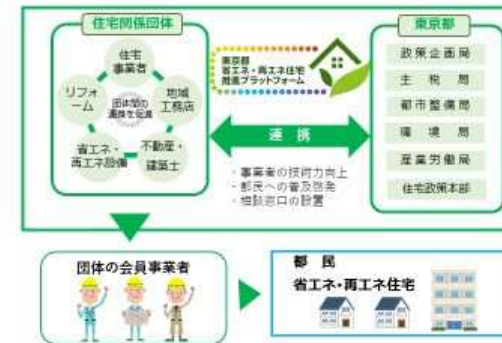 住宅関係団体
住宅
事業者
リフォ
ーム
地域
工務店
団体間の
連携を促進
省エネ・
再エネ設備
不動産・
建築士
東京都
省エネ・再エネ住宅
推進プラットフォーム
連携
・事業者の技術力向上
・都民への普及啓発
・相談窓口の設置
東京都
政策企画局
主税局
都市整備局
環境局
産業労働局
住宅政策本部
団体の会員事業者
都民
省エネ・再エネ住宅